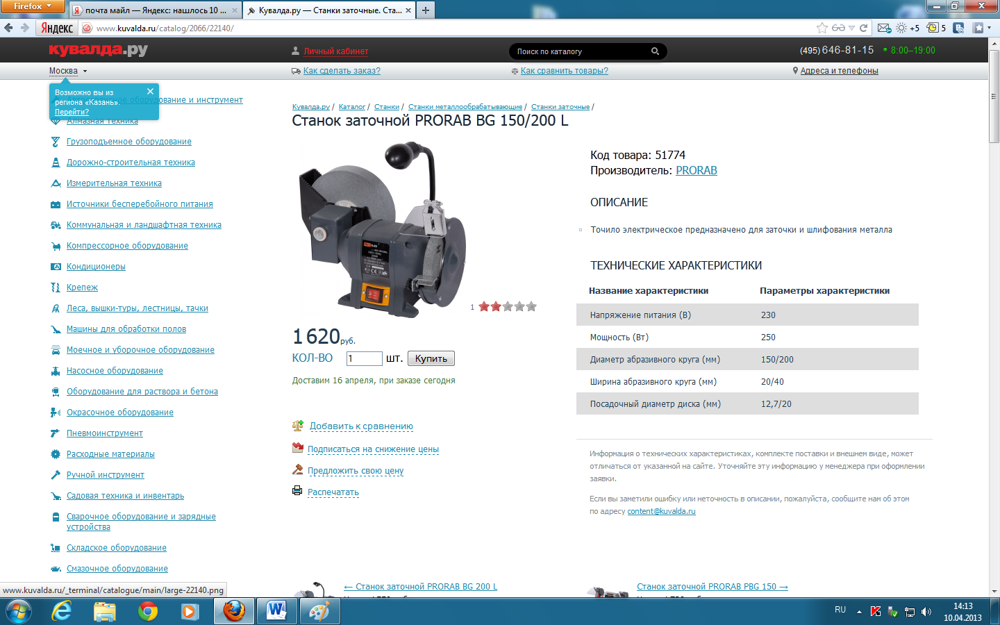 Firefox
почта майл — Яндекс: нашлось 10 ...
Кувалда.ру — Станки заточные. Ста...
Яндекс
www.kuvalda.ru/catalog/2066/22140/
+5
5
кувалда.ру
Личный кабинет
Поиск по каталогу
(495) 646-81-15
8:00–19:00
Москва
Как сделать заказ?
Как сравнить товары?
Адреса и телефоны
Возможно вы из
региона «Казань».
Перейти?
оборудование и инструмент
Алмазная техника
Грузоподъемное оборудование
Дорожно-строительная техника
Измерительная техника
Источники бесперебойного питания
Коммунальная и ландшафтная техника
Компрессорное оборудование
Кондиционеры
Крепеж
Леса, вышки-туры, лестницы, тачки
Машины для обработки полов
Моечное и уборочное оборудование
Насосное оборудование
Оборудование для раствора и бетона
Окрасочное оборудование
Пневмоинструмент
Расходные материалы
Ручной инструмент
Садовая техника и инвентарь
Сварочное оборудование и зарядные
устройства
Складское оборудование
Смазочное оборудование
Кувалда.ру / Каталог / Станки / Станки металлообрабатывающие / Станки заточные /
Станок заточной PRORAB BG 150/200 L
1
1 620 руб.
КОЛ-ВО 1 шт. Купить
Доставим 16 апреля, при заказе сегодня
Добавить к сравнению
Подписаться на снижение цены
Предложить свою цену
Распечатать
Код товара: 51774
Производитель: PRORAB
ОПИСАНИЕ
Точило электрическое предназначено для заточки и шлифования металла
ТЕХНИЧЕСКИЕ ХАРАКТЕРИСТИКИ
Название характеристики Параметры характеристики
Напряжение питания (В) 230
Мощность (Вт) 250
Диаметр абразивного круга (мм) 150/200
Ширина абразивного круга (мм) 20/40
Посадочный диаметр диска (мм) 12,7/20
Информация о технических характеристиках, комплекте поставки и внешнем виде, может
отличаться от указанной на сайте. Уточняйте эту информацию у менеджера при оформлении
заявки.
Если вы заметили ошибку или неточность в описании, пожалуйста, сообщите нам об этом
по адресу content@kuvalda.ru
← Станок заточной PRORAB BG 200 L
Станок заточной PRORAB PBG 150 →
www.kuvalda.ru/_terminal/catalogue/main/large-22140.png
RU
14:13
10.04.2013